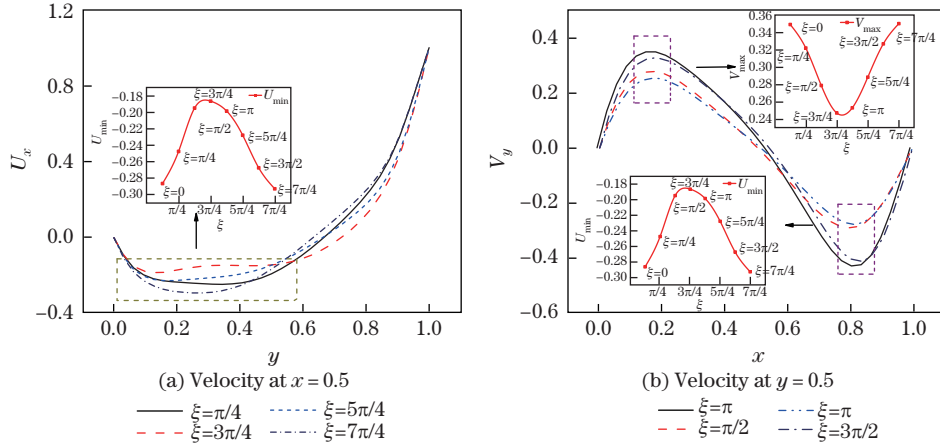 1.2
0.8
0.4
0.0
−0.4
U_x
0.0 0.2 0.4 0.6 0.8 1.0
y
−0.18
−0.20
−0.22
−0.24
−0.26
−0.28
−0.30
U_min
ξ=3π/4
U_min
ξ=π
ξ=π/2
ξ=5π/4
ξ=π/4
ξ=3π/2
ξ=0
ξ=7π/4
π/4 3π/4 5π/4 7π/4
ξ
(a) Velocity at x = 0.5
ξ=π/4 ξ=5π/4
ξ=3π/4 ξ=7π/4
0.4
0.2
0.0
−0.2
−0.4
−0.6
V_y
0.0 0.2 0.4 0.6 0.8 1.0
x
0.36
0.34
0.32
0.30
0.28
0.26
0.24
V_max
ξ=0
V_max
ξ=7π/4
ξ=π/4
ξ=3π/2
ξ=π/2
ξ=5π/4
ξ=3π/4
ξ=π
π/4 3π/4 5π/4 7π/4
ξ
−0.18
−0.20
−0.22
−0.24
−0.26
−0.28
−0.30
U_min
ξ=3π/4
U_min
ξ=π
ξ=π/2
ξ=5π/4
ξ=π/4
ξ=3π/2
ξ=0
ξ=7π/4
π/4 3π/4 5π/4 7π/4
ξ
(b) Velocity at y = 0.5
ξ=π ξ=π
ξ=π/2 ξ=3π/2